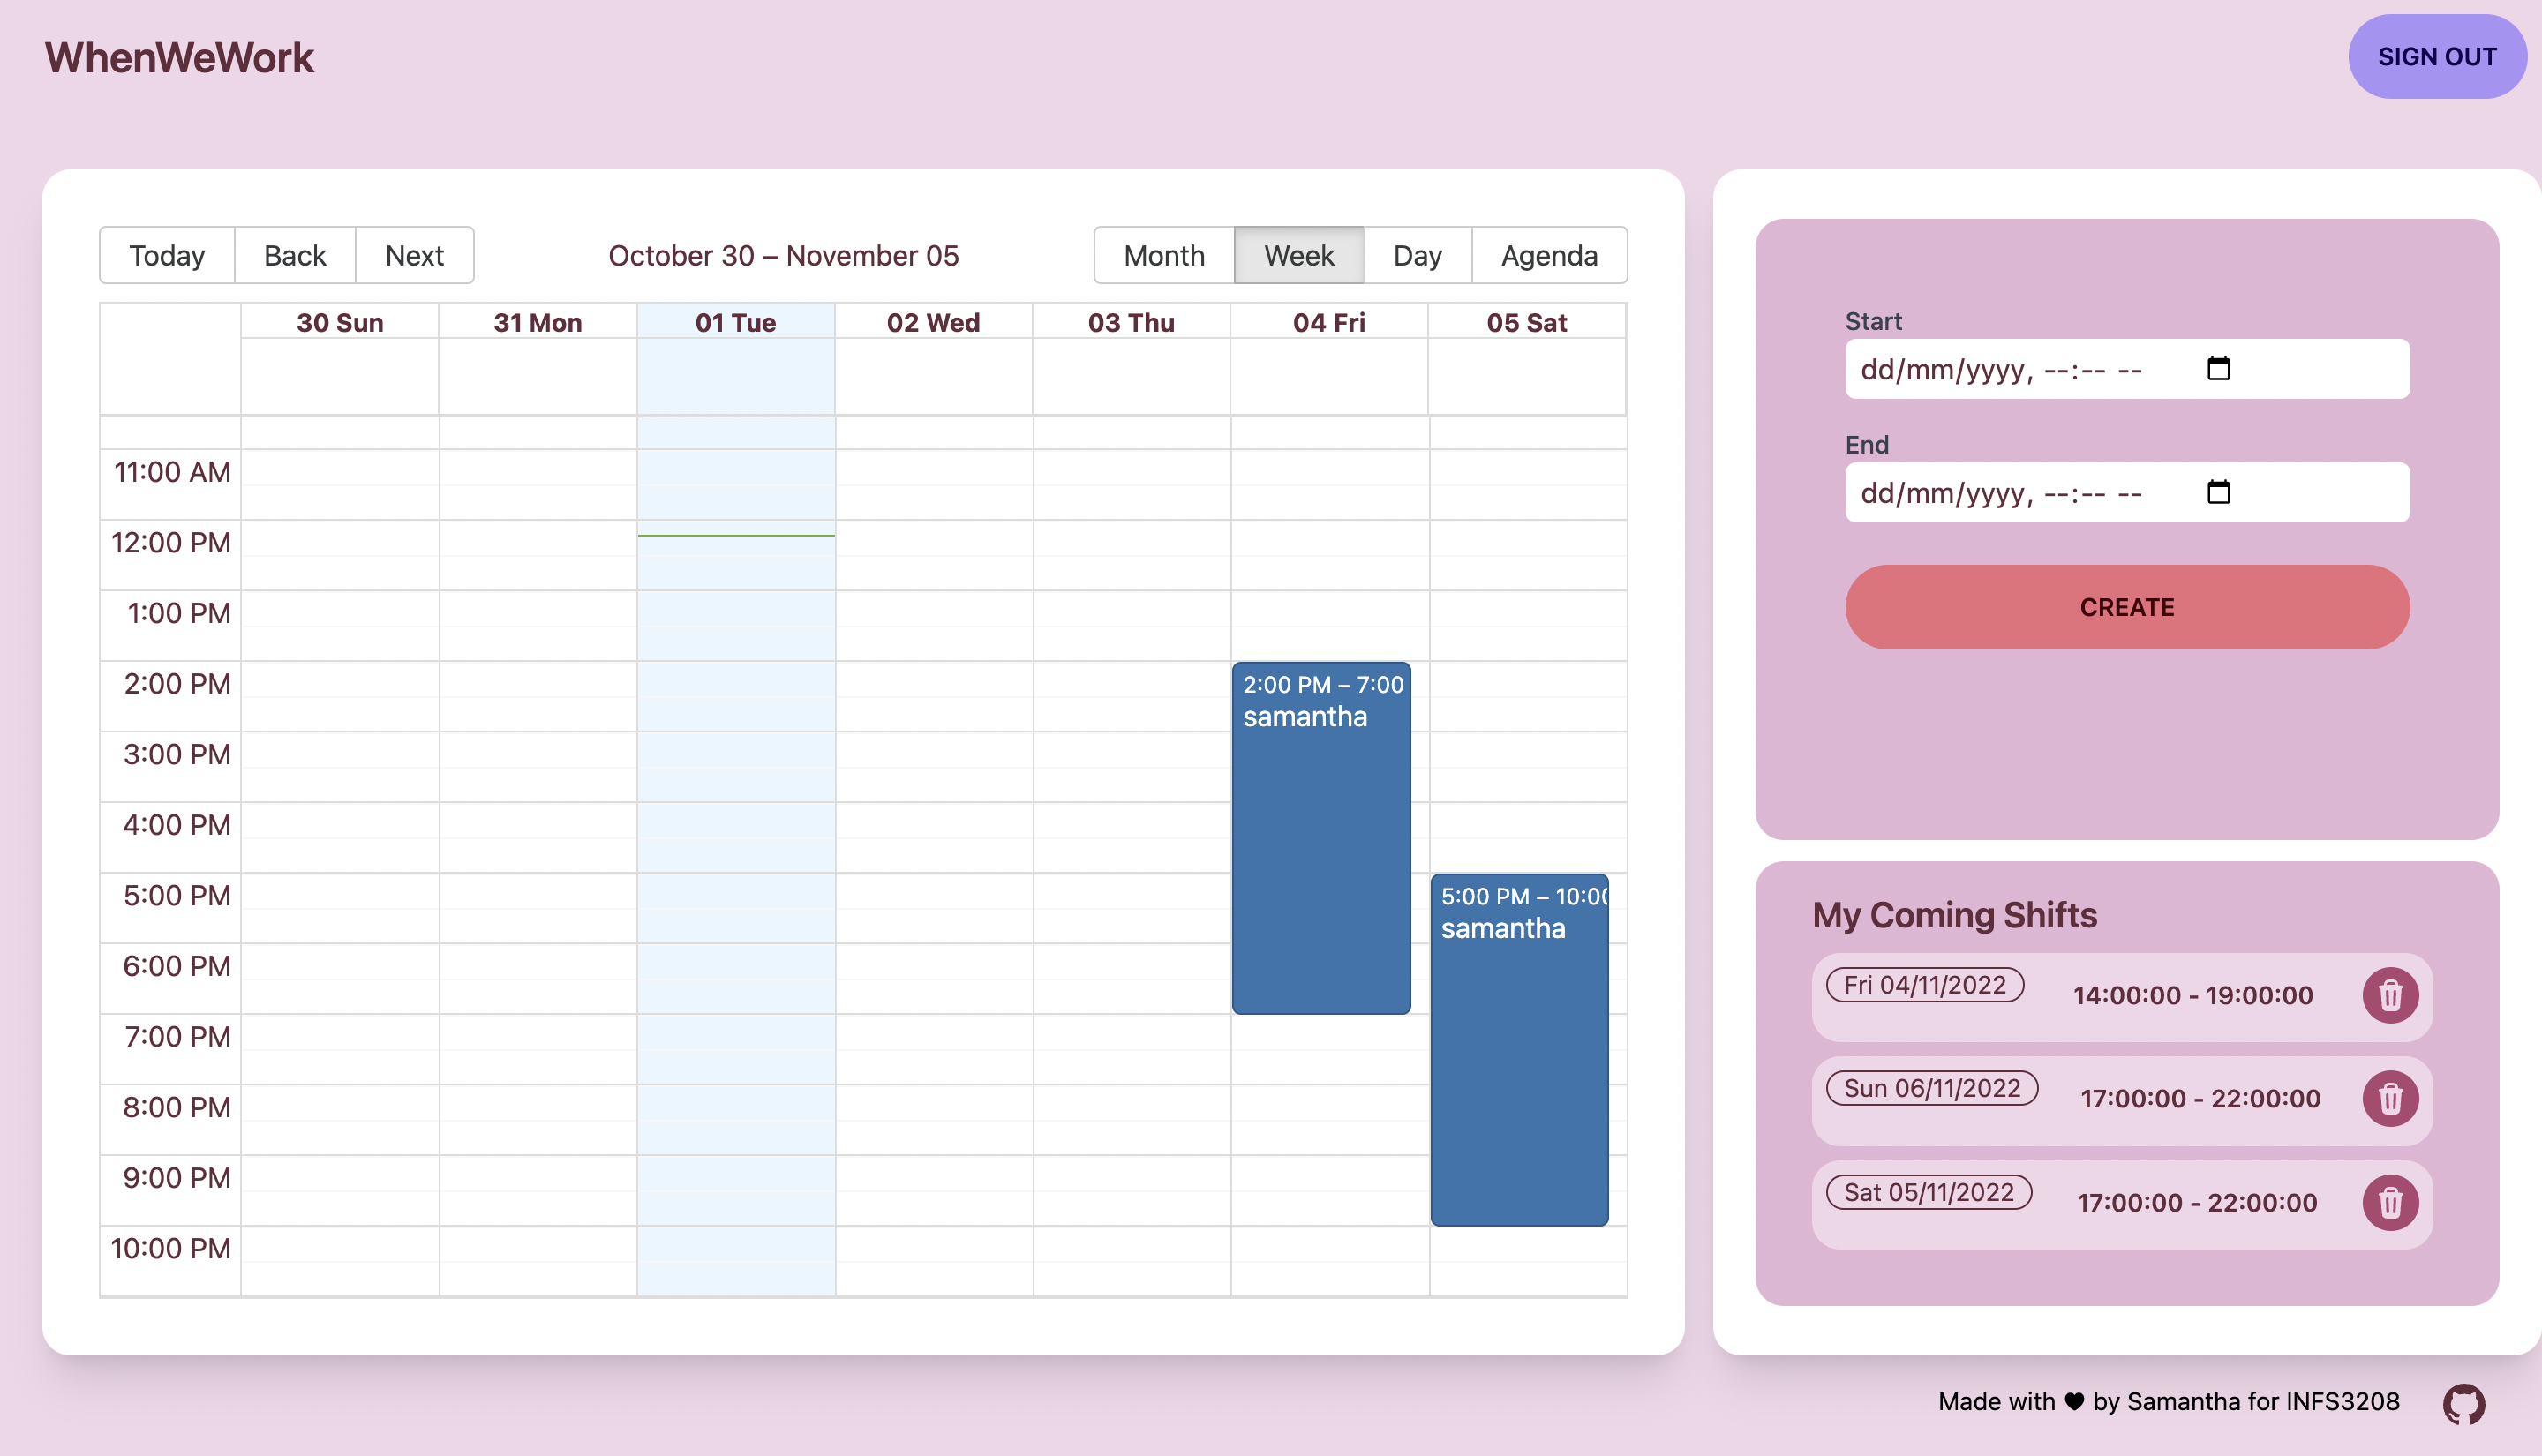 WhenWeWork
SIGN OUT
Today Back Next
October 30 – November 05
Month Week Day Agenda
30 Sun 31 Mon 01 Tue 02 Wed 03 Thu 04 Fri 05 Sat
11:00 AM
12:00 PM
1:00 PM
2:00 PM
3:00 PM
4:00 PM
5:00 PM
6:00 PM
7:00 PM
8:00 PM
9:00 PM
10:00 PM
2:00 PM – 7:00
samantha
5:00 PM – 10:00
samantha
Start
dd/mm/yyyy, --:-- --
End
dd/mm/yyyy, --:-- --
CREATE
My Coming Shifts
Fri 04/11/2022 14:00:00 - 19:00:00
Sun 06/11/2022 17:00:00 - 22:00:00
Sat 05/11/2022 17:00:00 - 22:00:00
Made with ♥ by Samantha for INFS3208